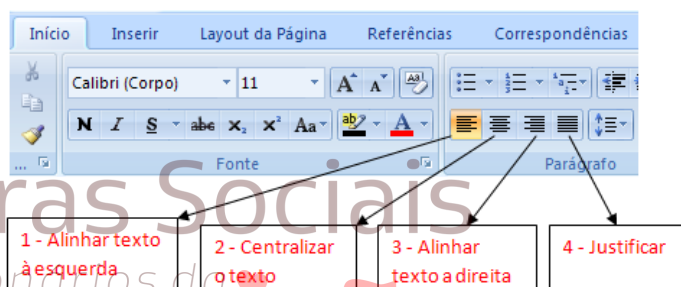 Início Inserir Layout da Página Referências Correspondências
Calibri (Corpo) 11 A A Aa
N I S abc x₂ x² Aa ab A
... Fonte Parágrafo
ras Sociais
1 - Alinhar texto
à esquerda
2 - Centralizar
o texto
3 - Alinhar
texto a direita
4 - Justificar